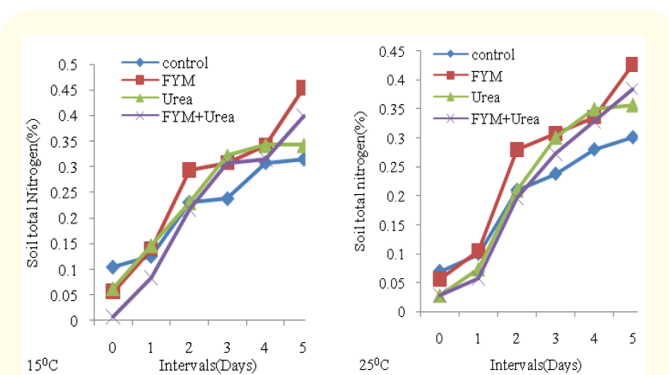 0.5
0.45
0.4
0.35
0.3
0.25
0.2
0.15
0.1
0.05
0
Soil total Nitrogen(%)
control
FYM
Urea
FYM+Urea
0 1 2 3 4 5
15⁰C
Intervals(Days)
0.45
0.4
0.35
0.3
0.25
0.2
0.15
0.1
0.05
0
Soil total nitrogen(%)
control
FYM
Urea
FYM+Urea
0 1 2 3 4 5
25⁰C
Intervals(Days)